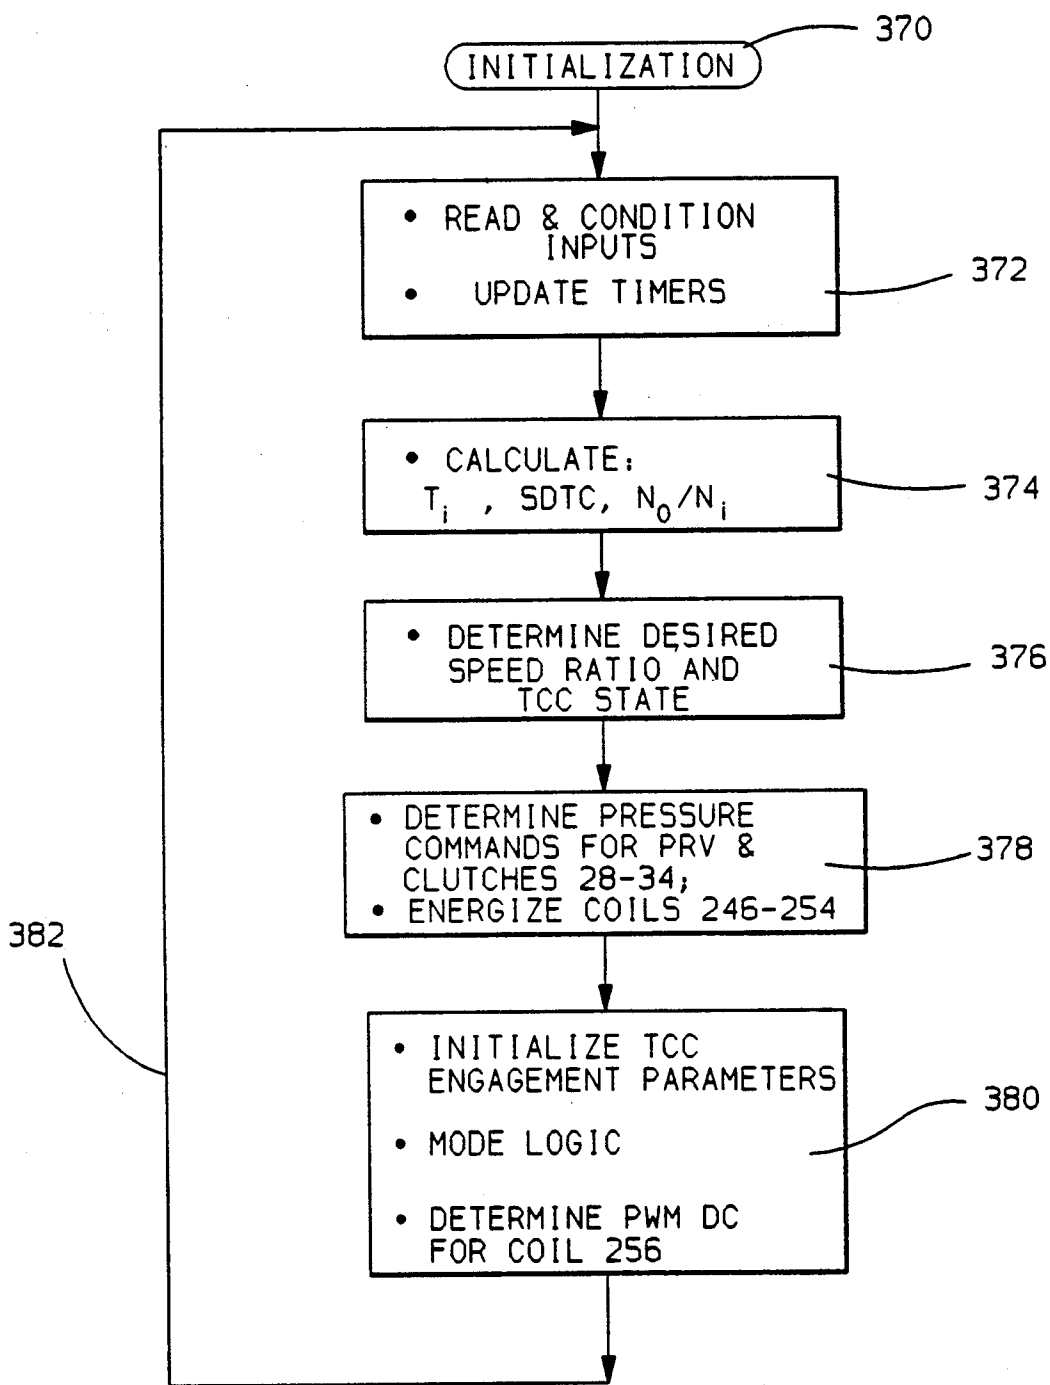 370
INITIALIZATION
• READ & CONDITION
INPUTS
• UPDATE TIMERS
372
• CALCULATE:
Ti , SDTC, No/Ni
374
• DETERMINE DESIRED
SPEED RATIO AND
TCC STATE
376
• DETERMINE PRESSURE
COMMANDS FOR PRV &
CLUTCHES 28-34;
• ENERGIZE COILS 246-254
378
382
• INITIALIZE TCC
ENGAGEMENT PARAMETERS
• MODE LOGIC
• DETERMINE PWM DC
FOR COIL 256
380